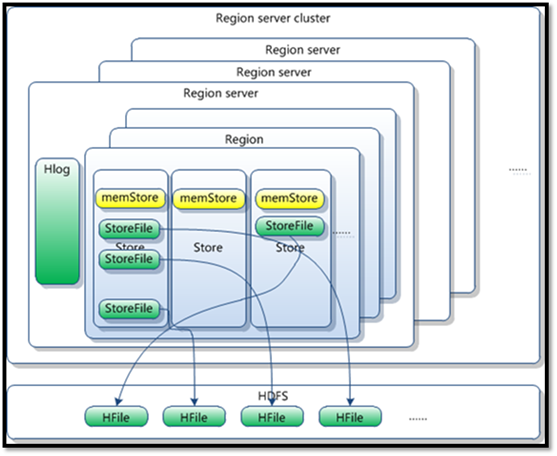 Region server cluster
Region server
Region server
Region server
Region
Hlog
memStore memStore memStore
StoreFile StoreFile
Store Store Store
StoreFile
StoreFile
......
......
HDFS
HFile HFile HFile HFile ......